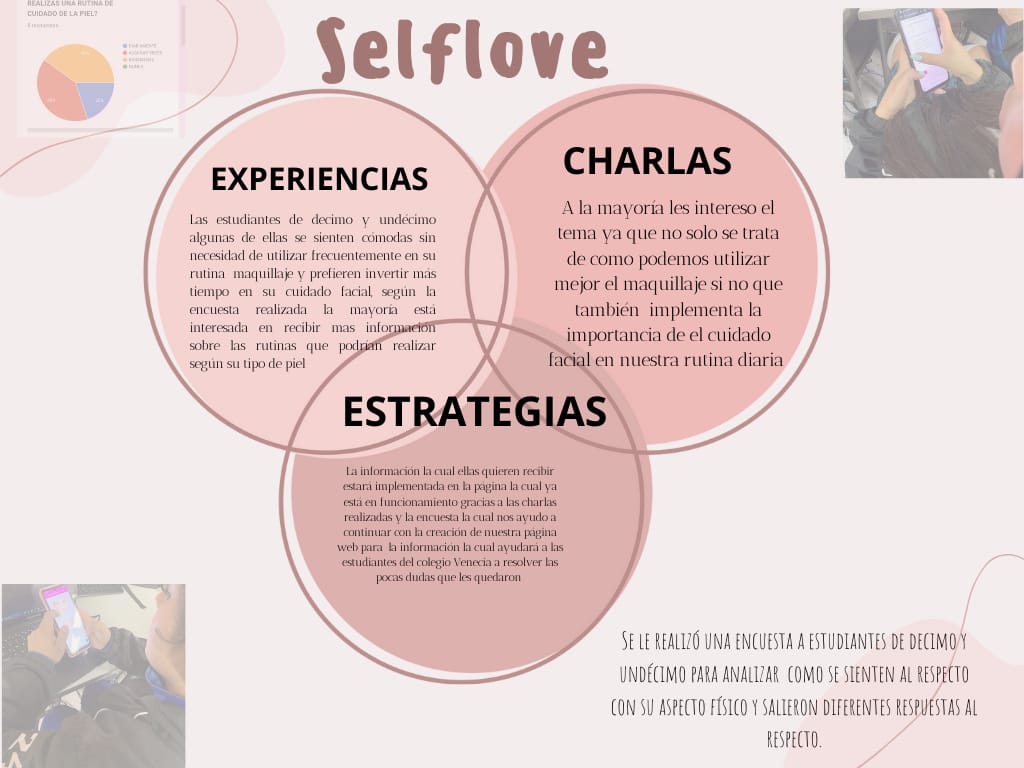 REALIZAS UNA RUTINA DE
CUIDADO DE LA PIEL?
Selflove
EXPERIENCIAS
Las estudiantes de decimo y undécimo
algunas de ellas se sienten cómodas sin
necesidad de utilizar frecuentemente en su
rutina maquillaje y prefieren invertir más
tiempo en su cuidado facial, según la
encuesta realizada la mayoría está
interesada en recibir mas información
sobre las rutinas que podrían realizar
según su tipo de piel
CHARLAS
A la mayoría les intereso el
tema ya que no solo se trata
de como podemos utilizar
mejor el maquillaje si no que
también implementa la
importancia de el cuidado
facial en nuestra rutina diaria
ESTRATEGIAS
La información la cual ellas quieren recibir
estará implementada en la página la cual ya
está en funcionamiento gracias a las charlas
realizadas y la encuesta la cual nos ayudo a
continuar con la creación de nuestra página
web para la información la cual ayudará a las
estudiantes del colegio Venecia a resolver las
pocas dudas que les quedaron
Se le realizó una encuesta a estudiantes de decimo y
undécimo para analizar como se sienten al respecto
con su aspecto físico y salieron diferentes respuestas al
respecto.